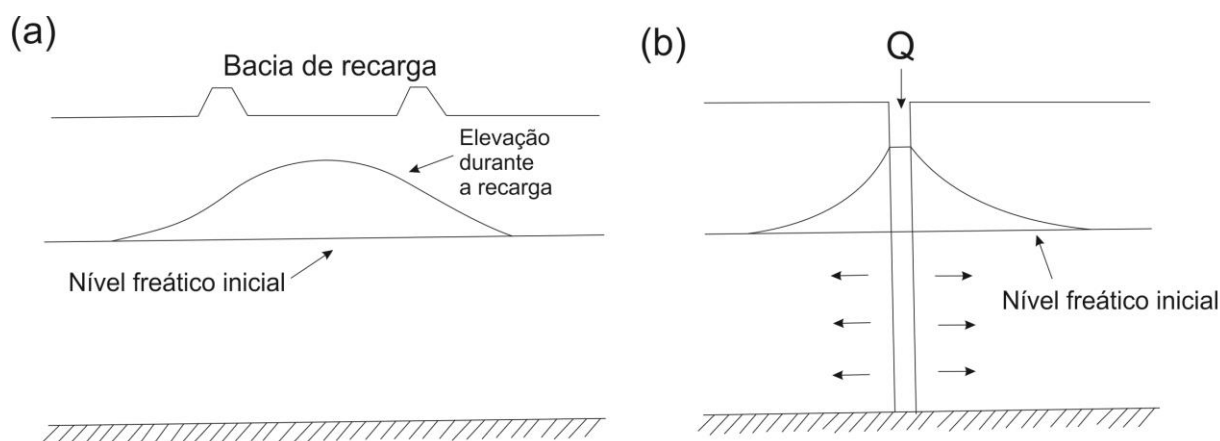 (a)
Bacia de recarga
Elevação
durante
a recarga
Nível freático inicial
(b)
Q
Nível freático inicial